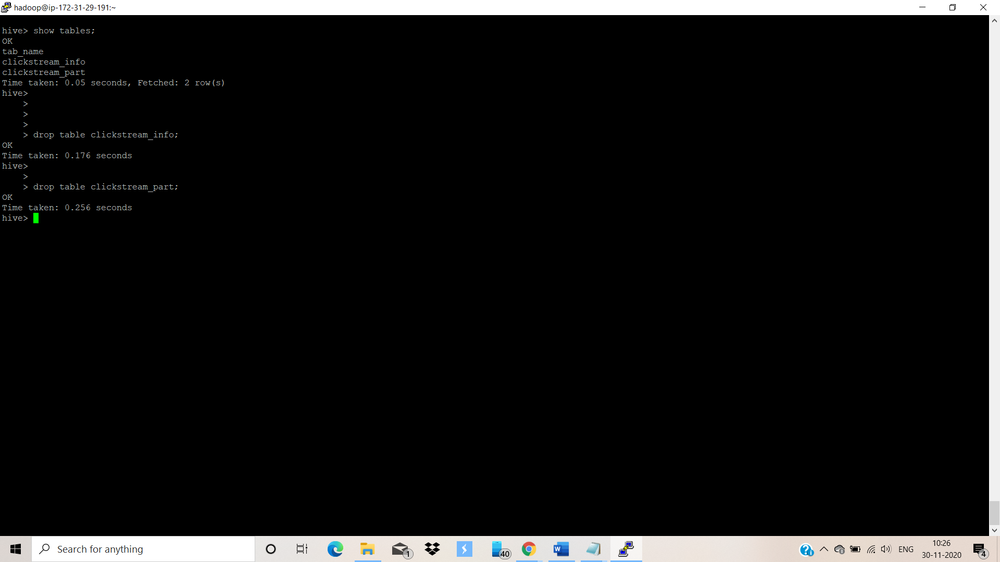 hadoop@ip-172-31-29-191:~
hive> show tables;
OK
tab_name
clickstream_info
clickstream_part
Time taken: 0.05 seconds, Fetched: 2 row(s)
hive>
    >
    >
    >
    > drop table clickstream_info;
OK
Time taken: 0.176 seconds
hive>
    >
    > drop table clickstream_part;
OK
Time taken: 0.256 seconds
hive>
Search for anything
1
40
W
ENG
10:26
30-11-2020
4